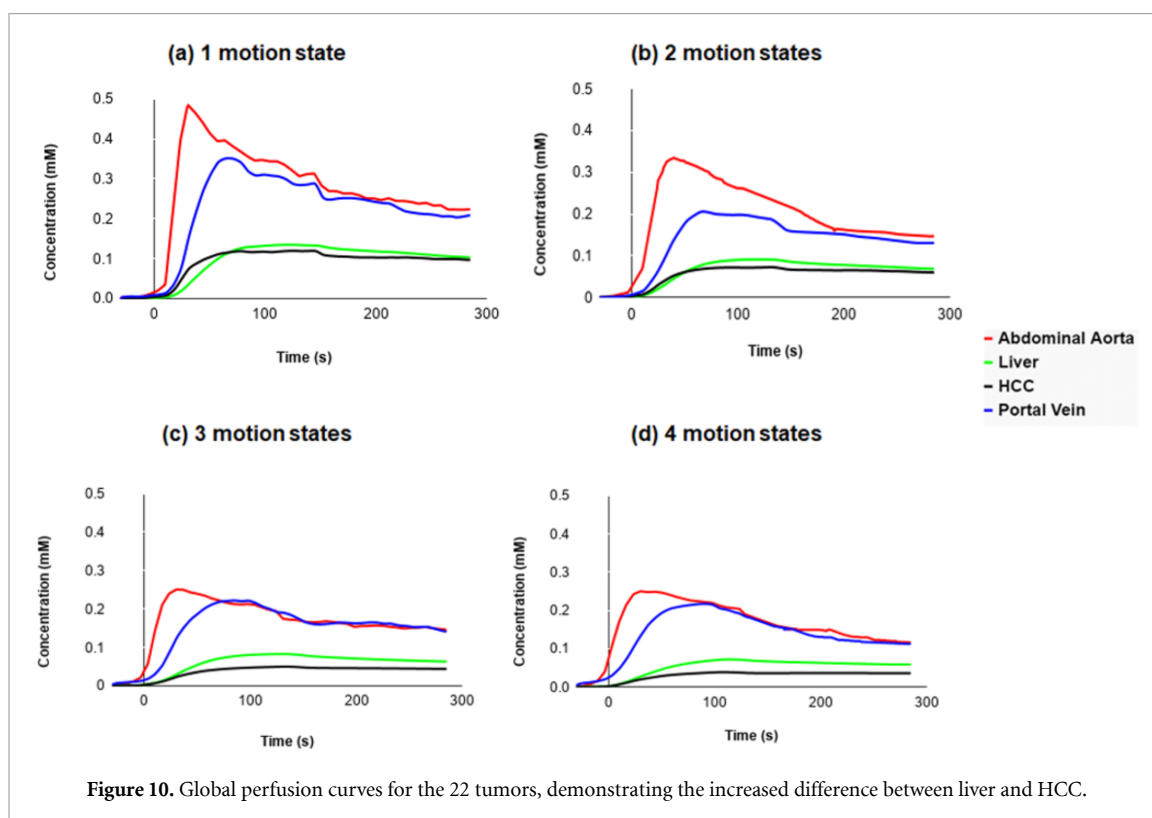 (a) 1 motion state
0.5
0.4
0.3
0.2
0.1
0.0
Concentration (mM)
0 100 200 300
Time (s)
(b) 2 motion states
0.5
0.4
0.3
0.2
0.1
0
Concentration (mM)
0 100 200 300
Time (s)
Abdominal Aorta
Liver
HCC
Portal Vein
(c) 3 motion states
0.5
0.4
0.3
0.2
0.1
0
Concentration (mM)
0 100 200 300
Time (s)
(d) 4 motion states
0.5
0.4
0.3
0.2
0.1
0.0
Concentration (mM)
0 100 200 300
Time (s)
Figure 10. Global perfusion curves for the 22 tumors, demonstrating the increased difference between liver and HCC.